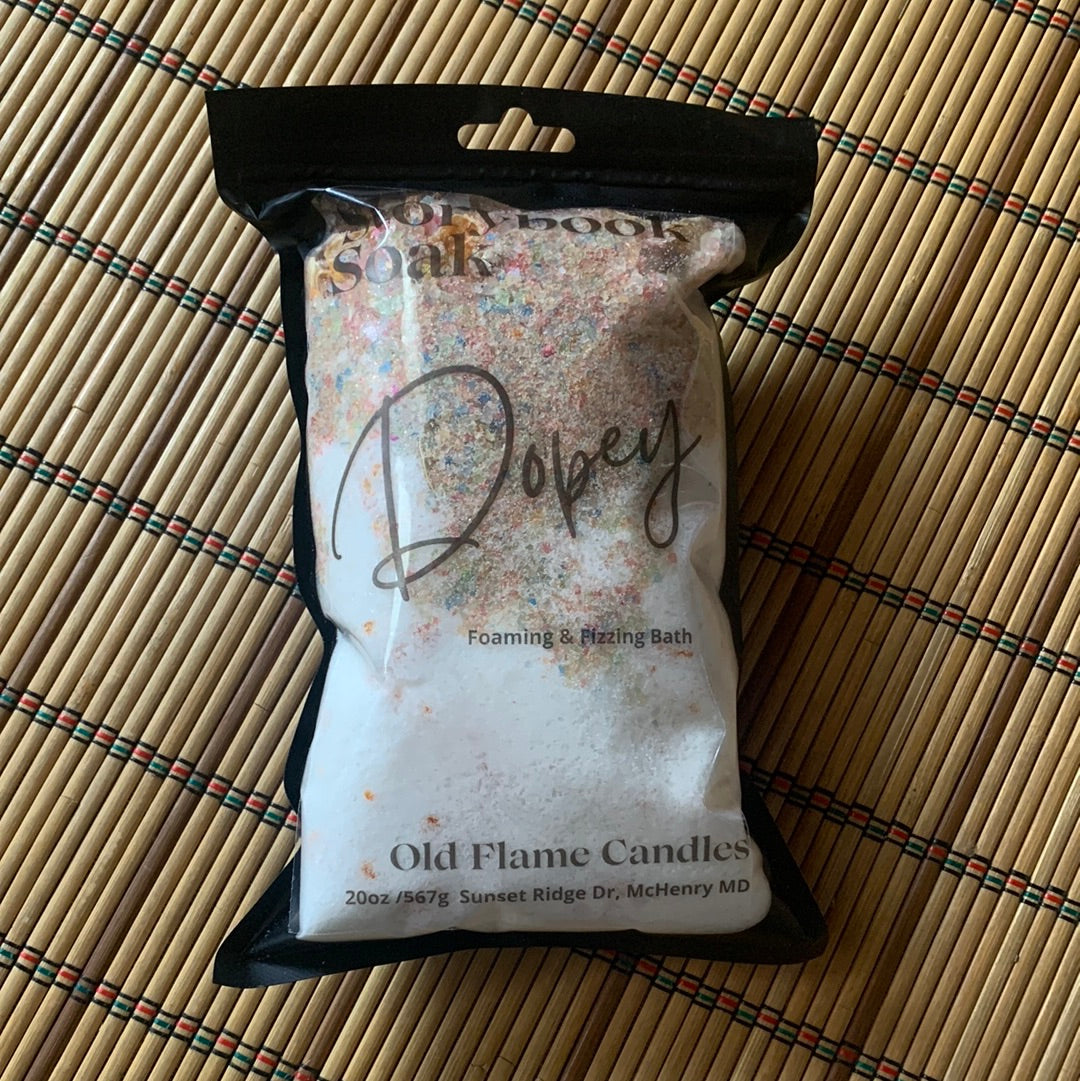 Storybook
Soak
Dopey
Foaming & Fizzing Bath
Old Flame Candles
20oz /567g Sunset Ridge Dr, McHenry MD